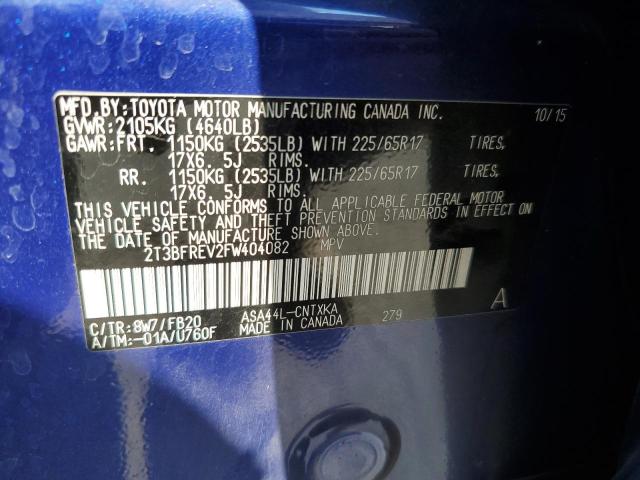 MFD.BY:TOYOTA MOTOR MANUFACTURING CANADA INC. 10/15
GVWR:2105KG (4640LB)
GAWR:FRT. 1150KG (2535LB) WITH 225/65R17 TIRES,
17X6.5J RIMS.
RR. 1150KG (2535LB) WITH 225/65R17 TIRES,
17X6.5J RIMS.
THIS VEHICLE CONFORMS TO ALL APPLICABLE FEDERAL MOTOR
VEHICLE SAFETY AND THEFT PREVENTION STANDARDS IN EFFECT ON
THE DATE OF MANUFACTURE SHOWN ABOVE.
2T3BFREV2FW404082 MPV
C/TR:8W7/FB20 ASA44L-CNTXKA 279 A
A/TM:-01A/U760F MADE IN CANADA